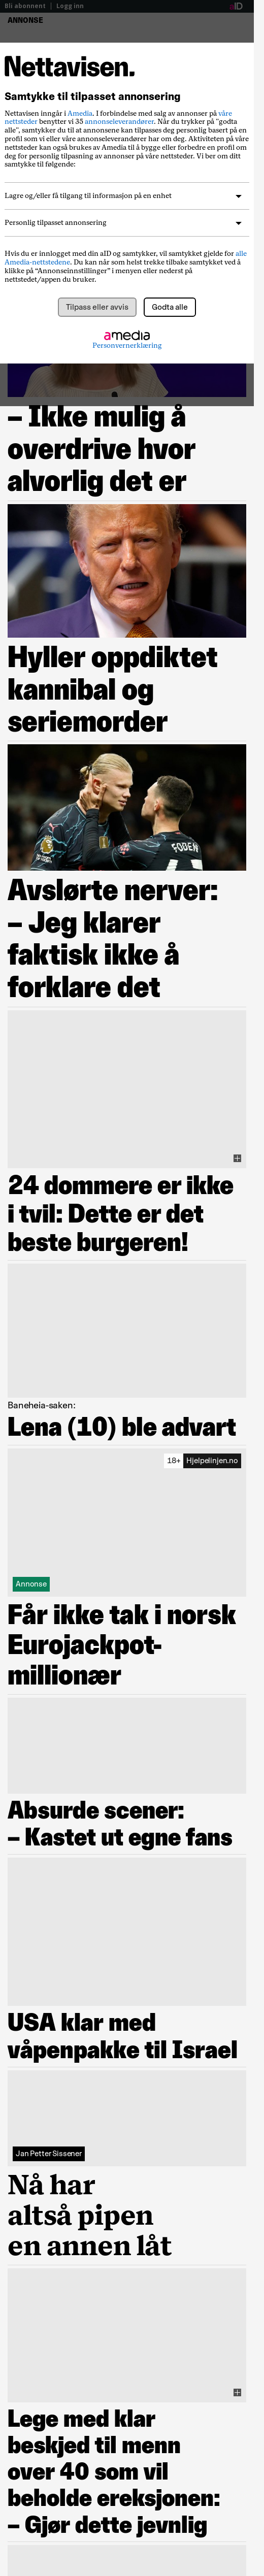 Bli abonnent | Logg inn
aID
ANNONSE
Nettavisen.
Samtykke til tilpasset annonsering
Nettavisen inngår i Amedia. I forbindelse med salg av annonser på våre
nettsteder benytter vi 35 annonseleverandører. Når du trykker på "godta
alle", samtykker du til at annonsene kan tilpasses deg personlig basert på en
profil som vi eller våre annonseleverandører har om deg. Aktiviteten på våre
nettsteder kan også brukes av Amedia til å bygge eller forbedre en profil om
deg for personlig tilpasning av annonser på våre nettsteder. Vi ber om ditt
samtykke til følgende:
Lagre og/eller få tilgang til informasjon på en enhet
Personlig tilpasset annonsering
Hvis du er innlogget med din aID og samtykker, vil samtykket gjelde for alle
Amedia-nettstedene. Du kan når som helst trekke tilbake samtykket ved å
klikke på “Annonseinnstillinger” i menyen eller nederst på
nettstedet/appen du bruker.
Tilpass eller avvis
Godta alle
amedia
Personvernerklæring
– Ikke mulig å
overdrive hvor
alvorlig det er
Hyller oppdiktet
kannibal og
seriemorder
FODEN
Avslørte nerver:
– Jeg klarer
faktisk ikke å
forklare det
24 dommere er ikke
i tvil: Dette er det
beste burgeren!
Baneheia-saken:
Lena (10) ble advart
18+ Hjelpelinjen.no
Annonse
Får ikke tak i norsk
Eurojackpot-
millionær
Absurde scener:
– Kastet ut egne fans
USA klar med
våpenpakke til Israel
Jan Petter Sissener
Nå har
altså pipen
en annen låt
Lege med klar
beskjed til menn
over 40 som vil
beholde ereksjonen:
– Gjør dette jevnlig